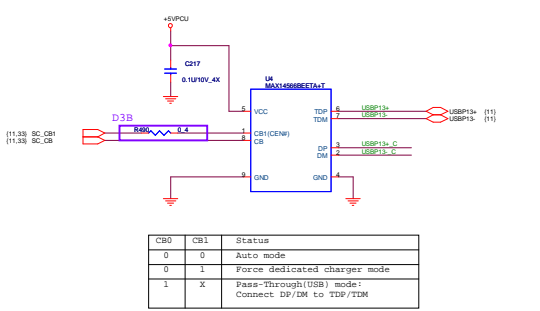 +5VPCU
C217
0.1U/10V_4X
U4
MAX14566BEETA+T
D3B
R490 0_4
(11,33) SC_CB1
(11,33) SC_CB
5 VCC
1 CB1(CEN#)
8 CB
9 GND
TDP 6 USBP13+
TDM 7 USBP13-
DP 3 USBP13+_C
DM 2 USBP13-_C
GND 4
USBP13+ (11)
USBP13- (11)
CB0 CB1 Status
0 0 Auto mode
0 1 Force dedicated charger mode
1 X Pass-Through(USB) mode:
Connect DP/DM to TDP/TDM